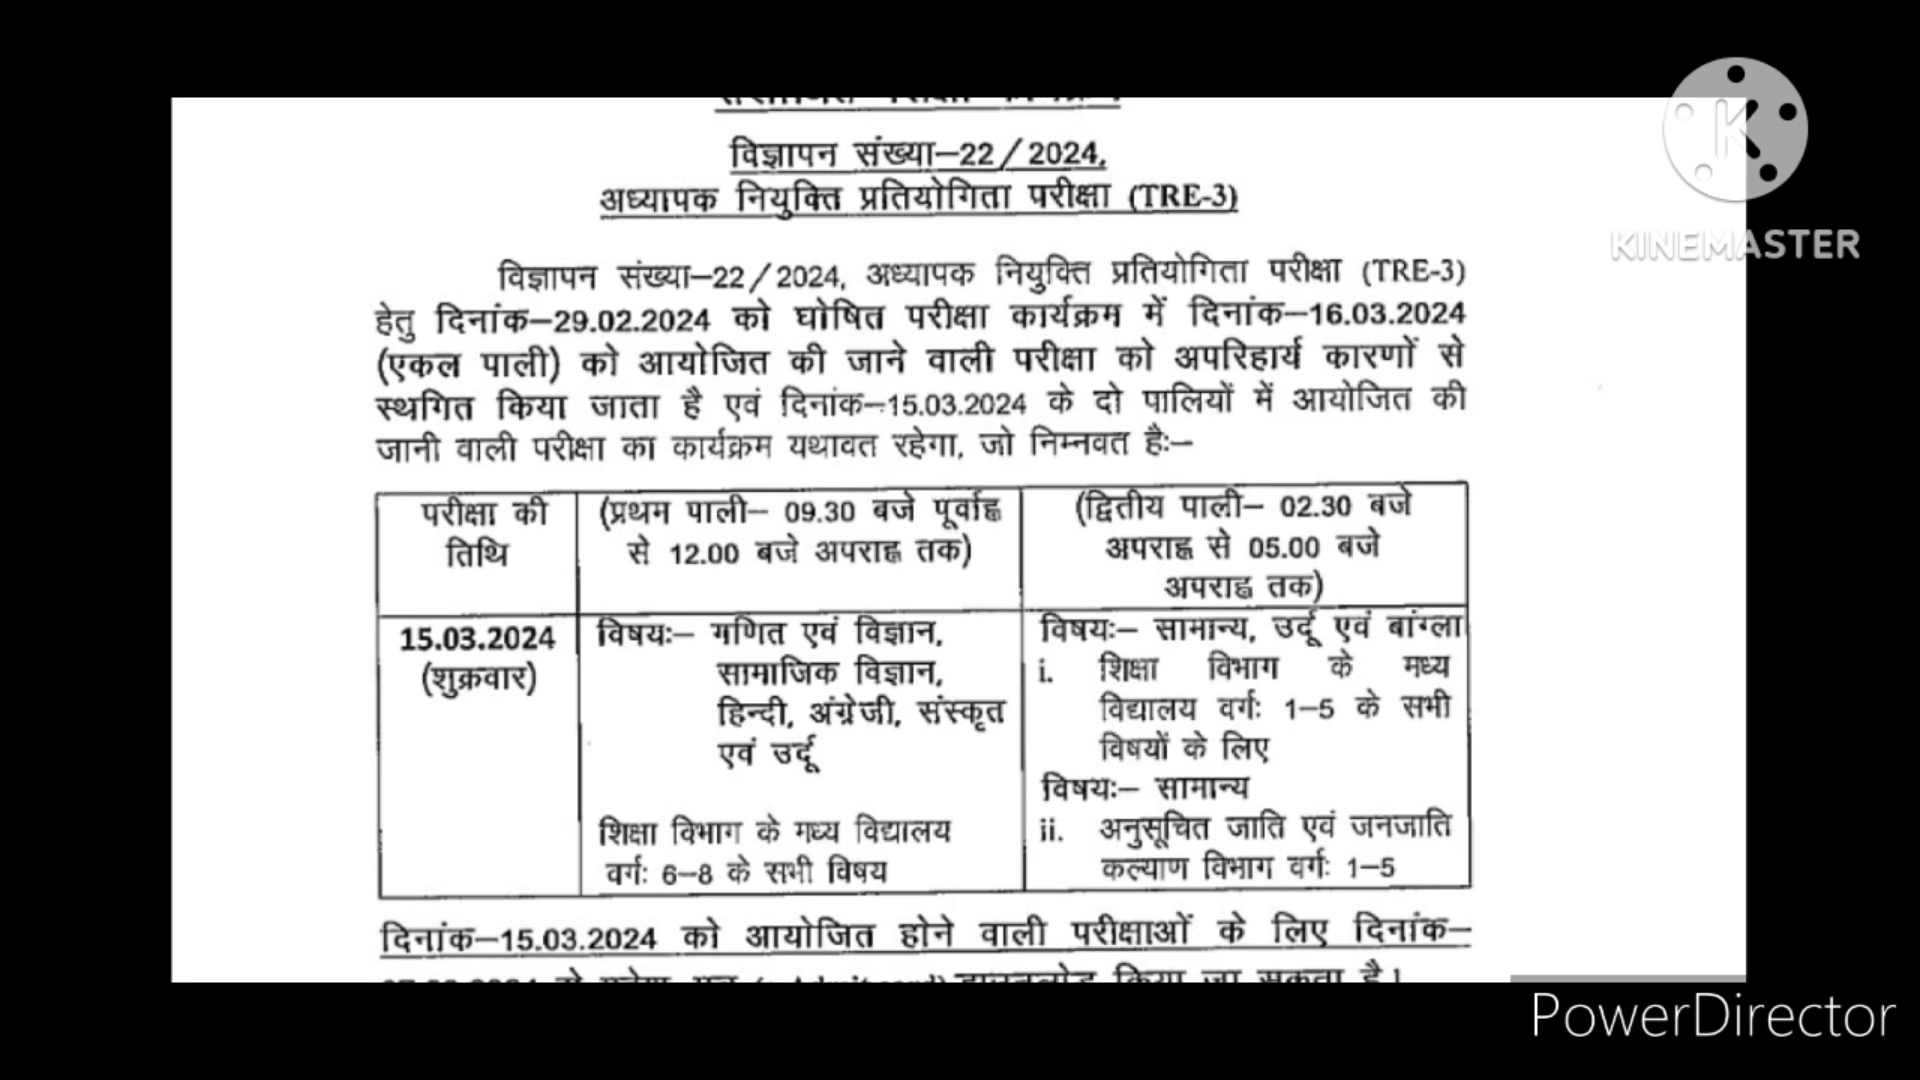 विज्ञापन संख्या–22/2024,
अध्यापक नियुक्ति प्रतियोगिता परीक्षा (TRE-3)
विज्ञापन संख्या–22/2024, अध्यापक नियुक्ति प्रतियोगिता परीक्षा (TRE-3)
हेतु दिनांक–29.02.2024 को घोषित परीक्षा कार्यक्रम में दिनांक–16.03.2024
(एकल पाली) को आयोजित की जाने वाली परीक्षा को अपरिहार्य कारणों से
स्थगित किया जाता है एवं दिनांक–15.03.2024 के दो पालियों में आयोजित की
जानी वाली परीक्षा का कार्यक्रम यथावत रहेगा, जो निम्नवत हैः–
परीक्षा की
तिथि
(प्रथम पाली– 09.30 बजे पूर्वाह्न
से 12.00 बजे अपराह्न तक)
(द्वितीय पाली– 02.30 बजे
अपराह्न से 05.00 बजे
अपराह्न तक)
15.03.2024
(शुक्रवार)
विषयः– गणित एवं विज्ञान,
सामाजिक विज्ञान,
हिन्दी, अंग्रेजी, संस्कृत
एवं उर्दू
शिक्षा विभाग के मध्य विद्यालय
वर्गः 6–8 के सभी विषय
विषयः– सामान्य, उर्दू एवं बांग्ला
i. शिक्षा विभाग के मध्य
विद्यालय वर्गः 1–5 के सभी
विषयों के लिए
विषयः– सामान्य
ii. अनुसूचित जाति एवं जनजाति
कल्याण विभाग वर्गः 1–5
दिनांक–15.03.2024 को आयोजित होने वाली परीक्षाओं के लिए दिनांक–
डाउनलोड किया जा सकता है।
KINEMASTER
PowerDirector